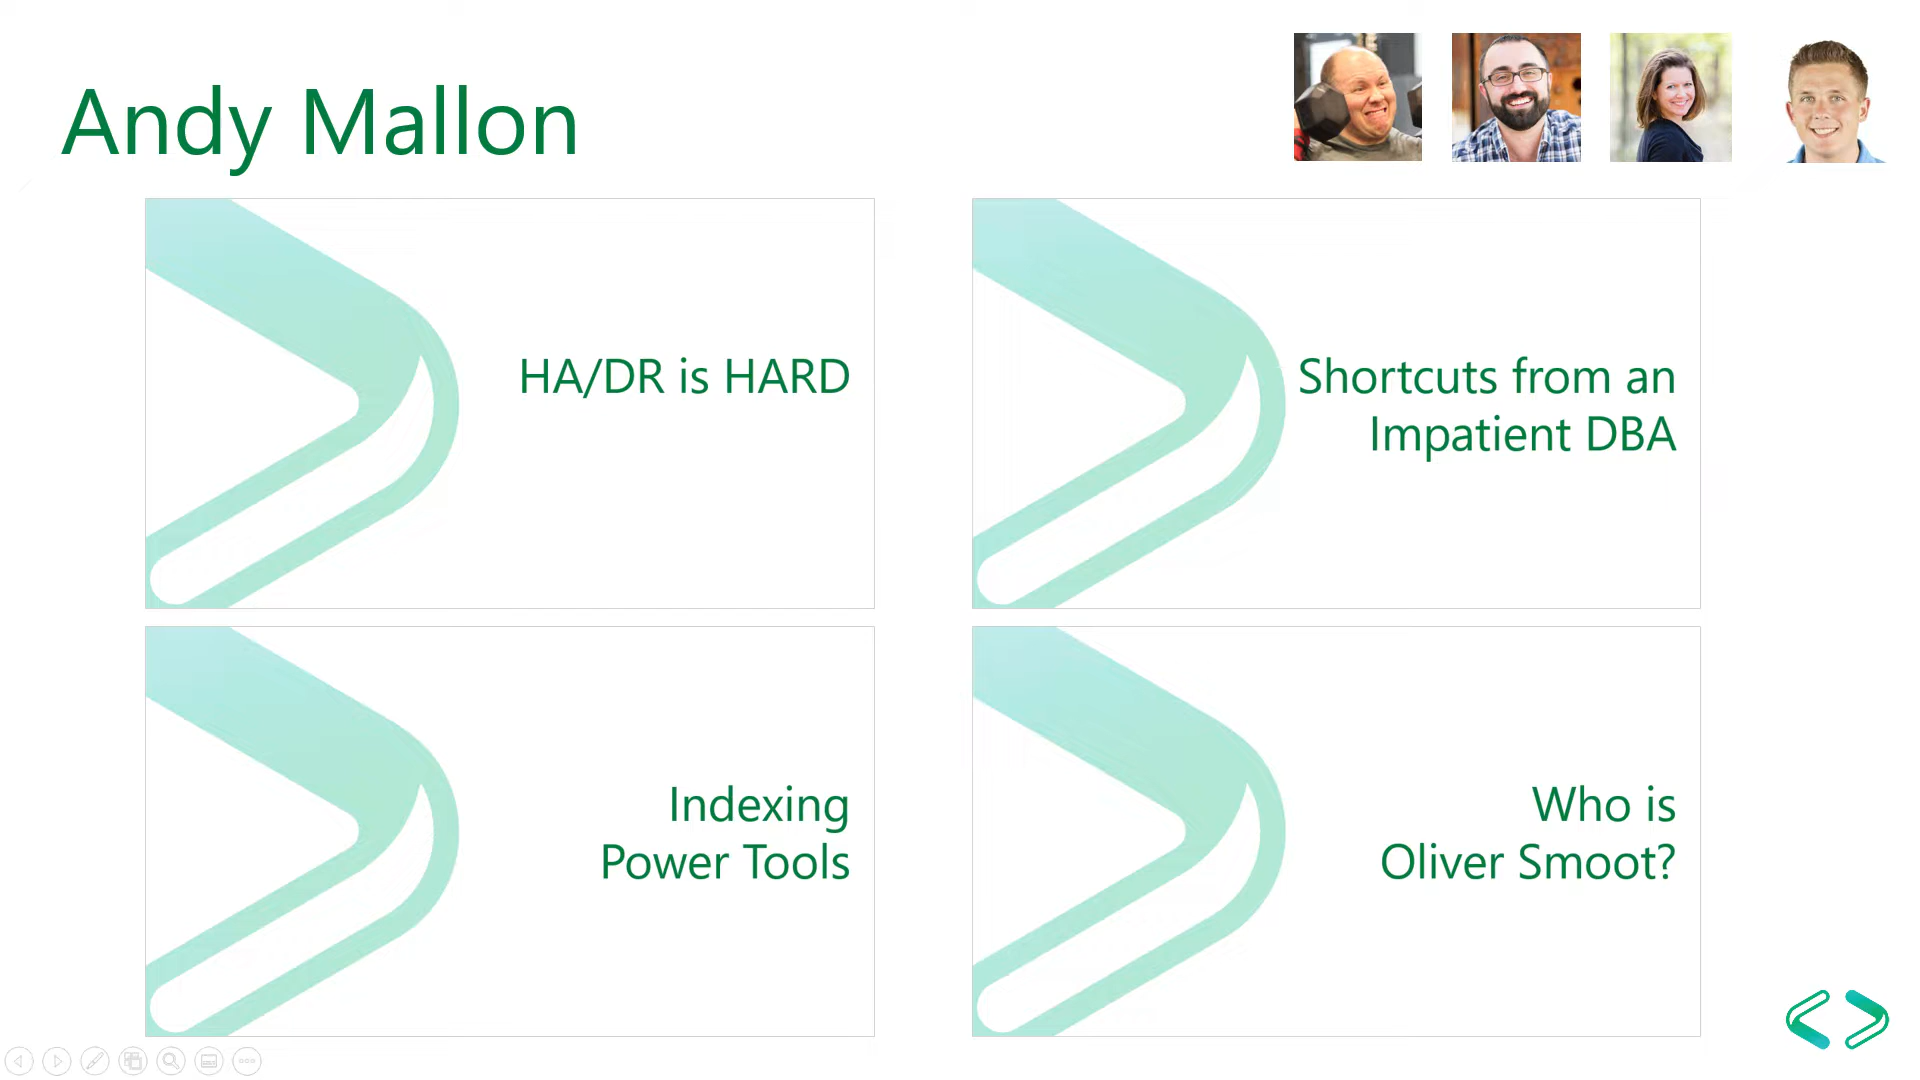 Andy Mallon
HA/DR is HARD
Shortcuts from an
Impatient DBA
Indexing
Power Tools
Who is
Oliver Smoot?